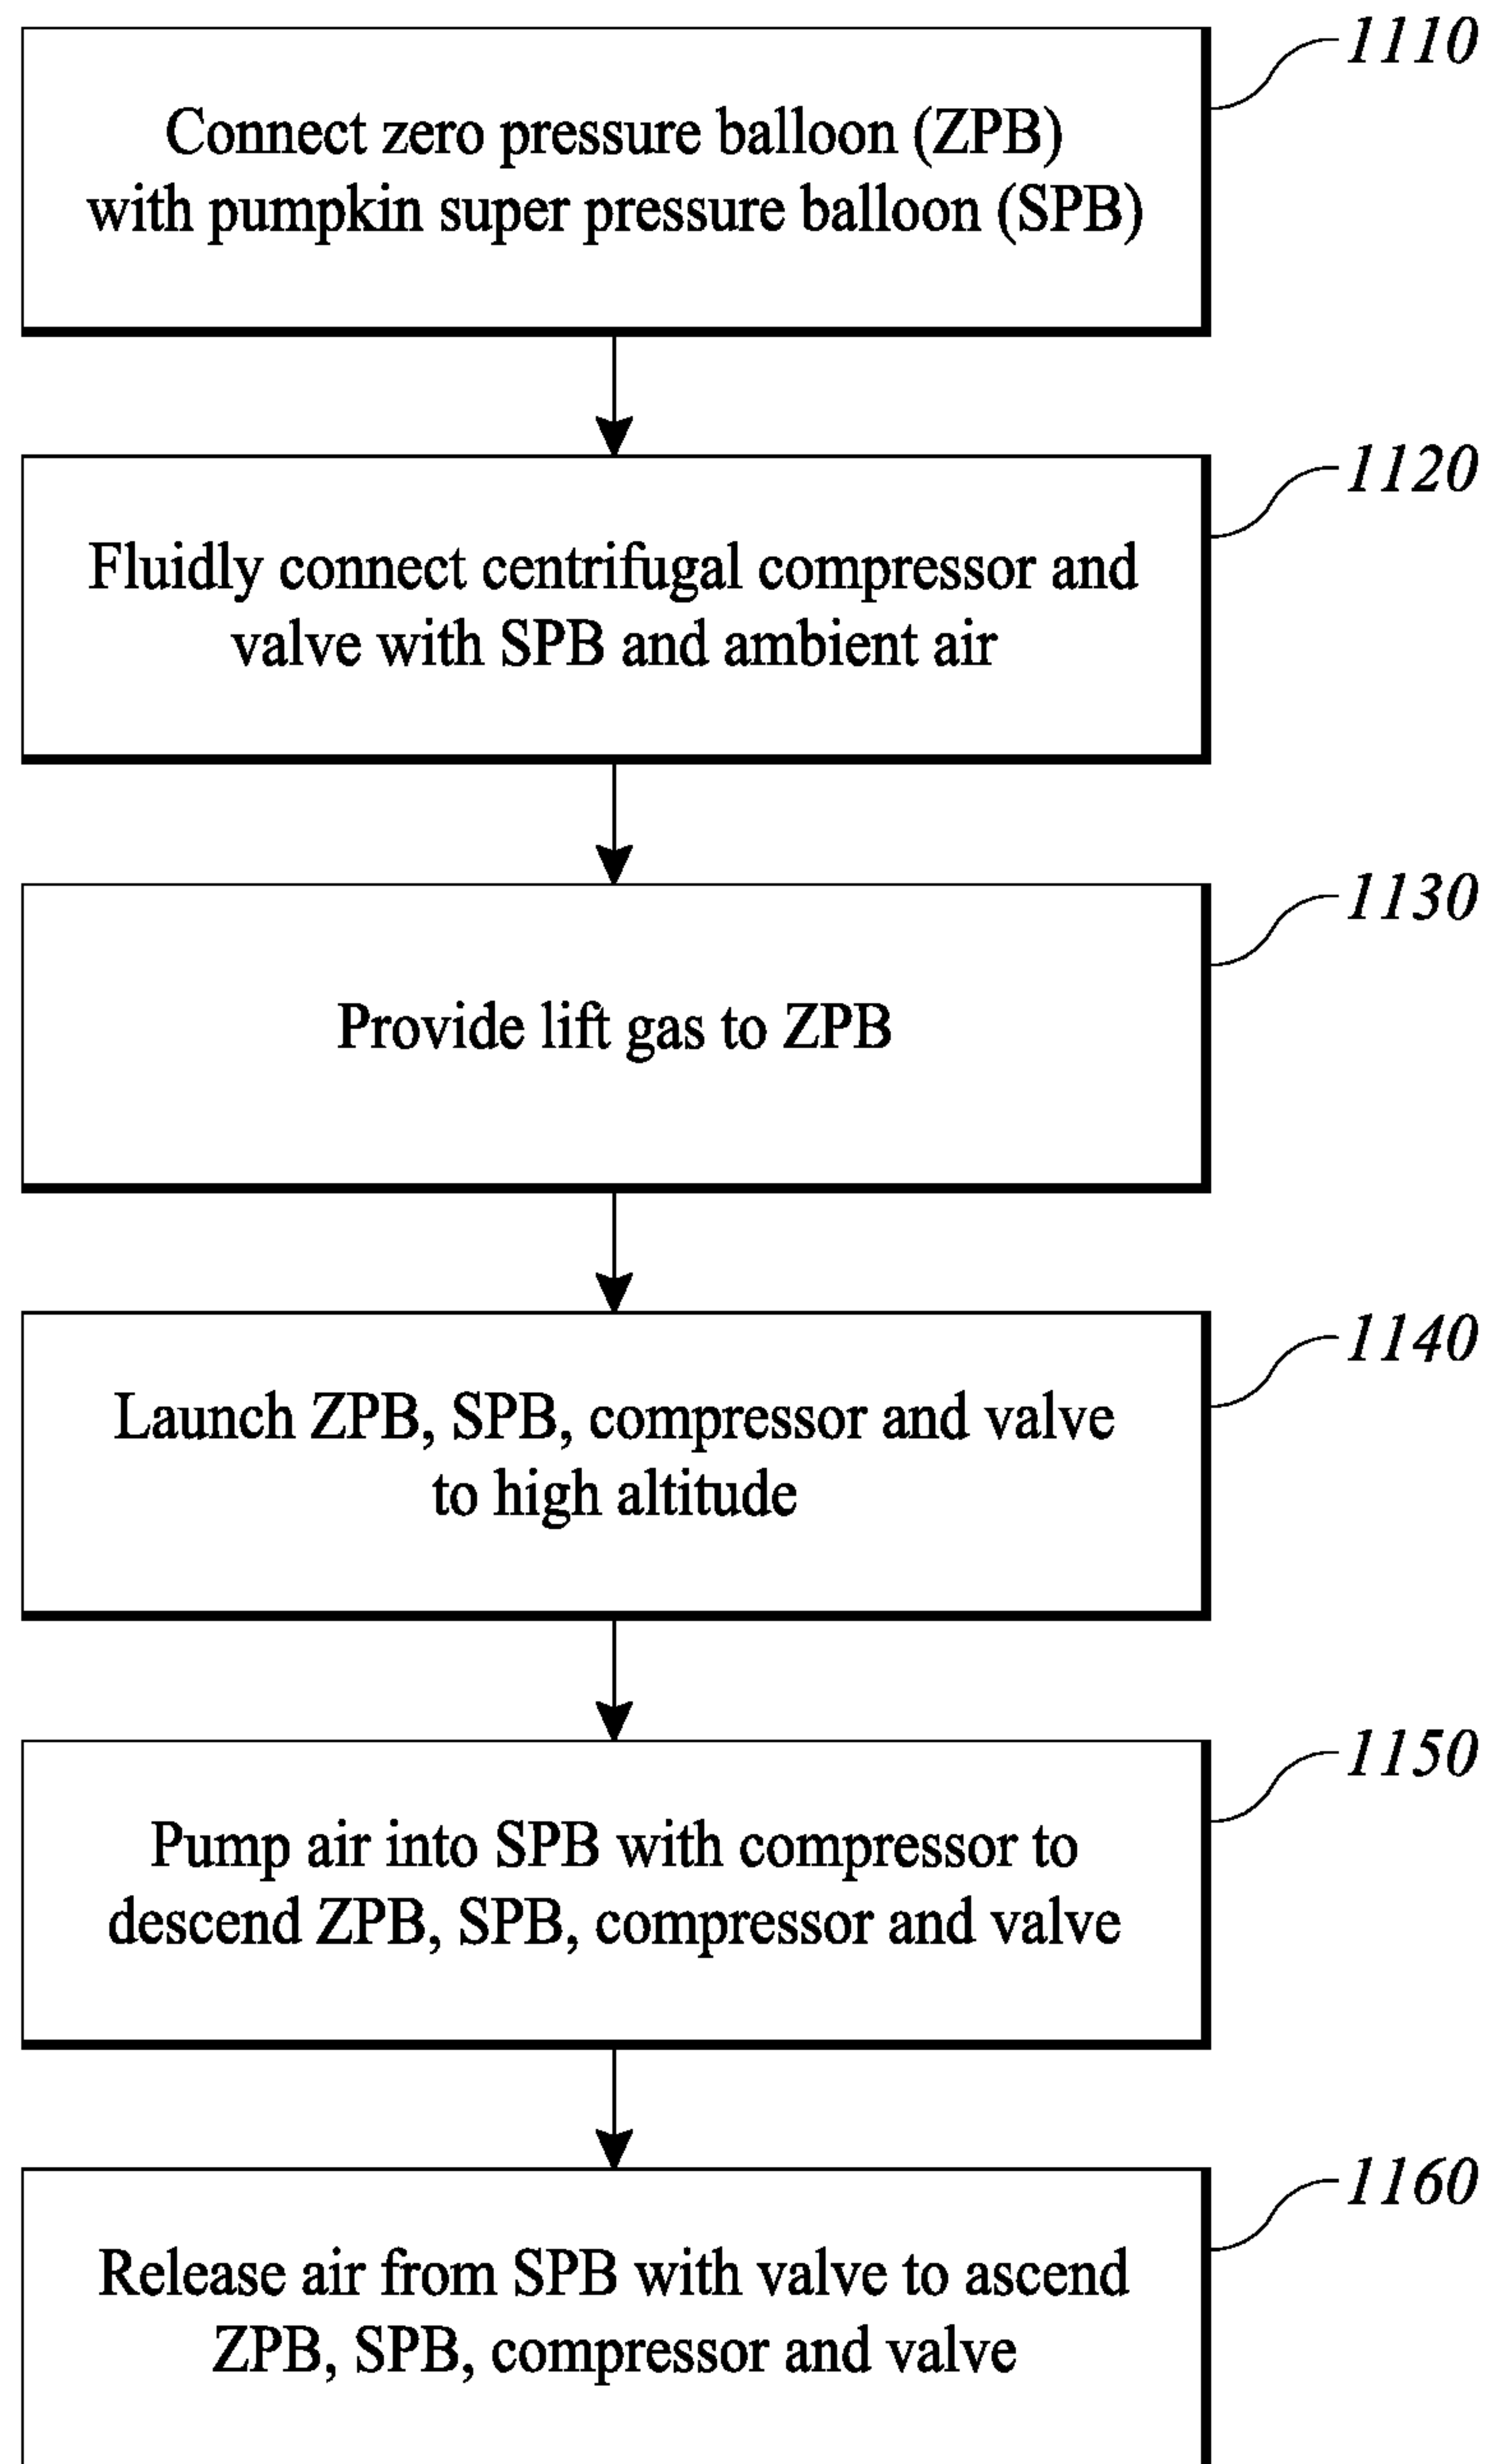 1110
Connect zero pressure balloon (ZPB)
with pumpkin super pressure balloon (SPB)
1120
Fluidly connect centrifugal compressor and
valve with SPB and ambient air
1130
Provide lift gas to ZPB
1140
Launch ZPB, SPB, compressor and valve
to high altitude
1150
Pump air into SPB with compressor to
descend ZPB, SPB, compressor and valve
1160
Release air from SPB with valve to ascend
ZPB, SPB, compressor and valve